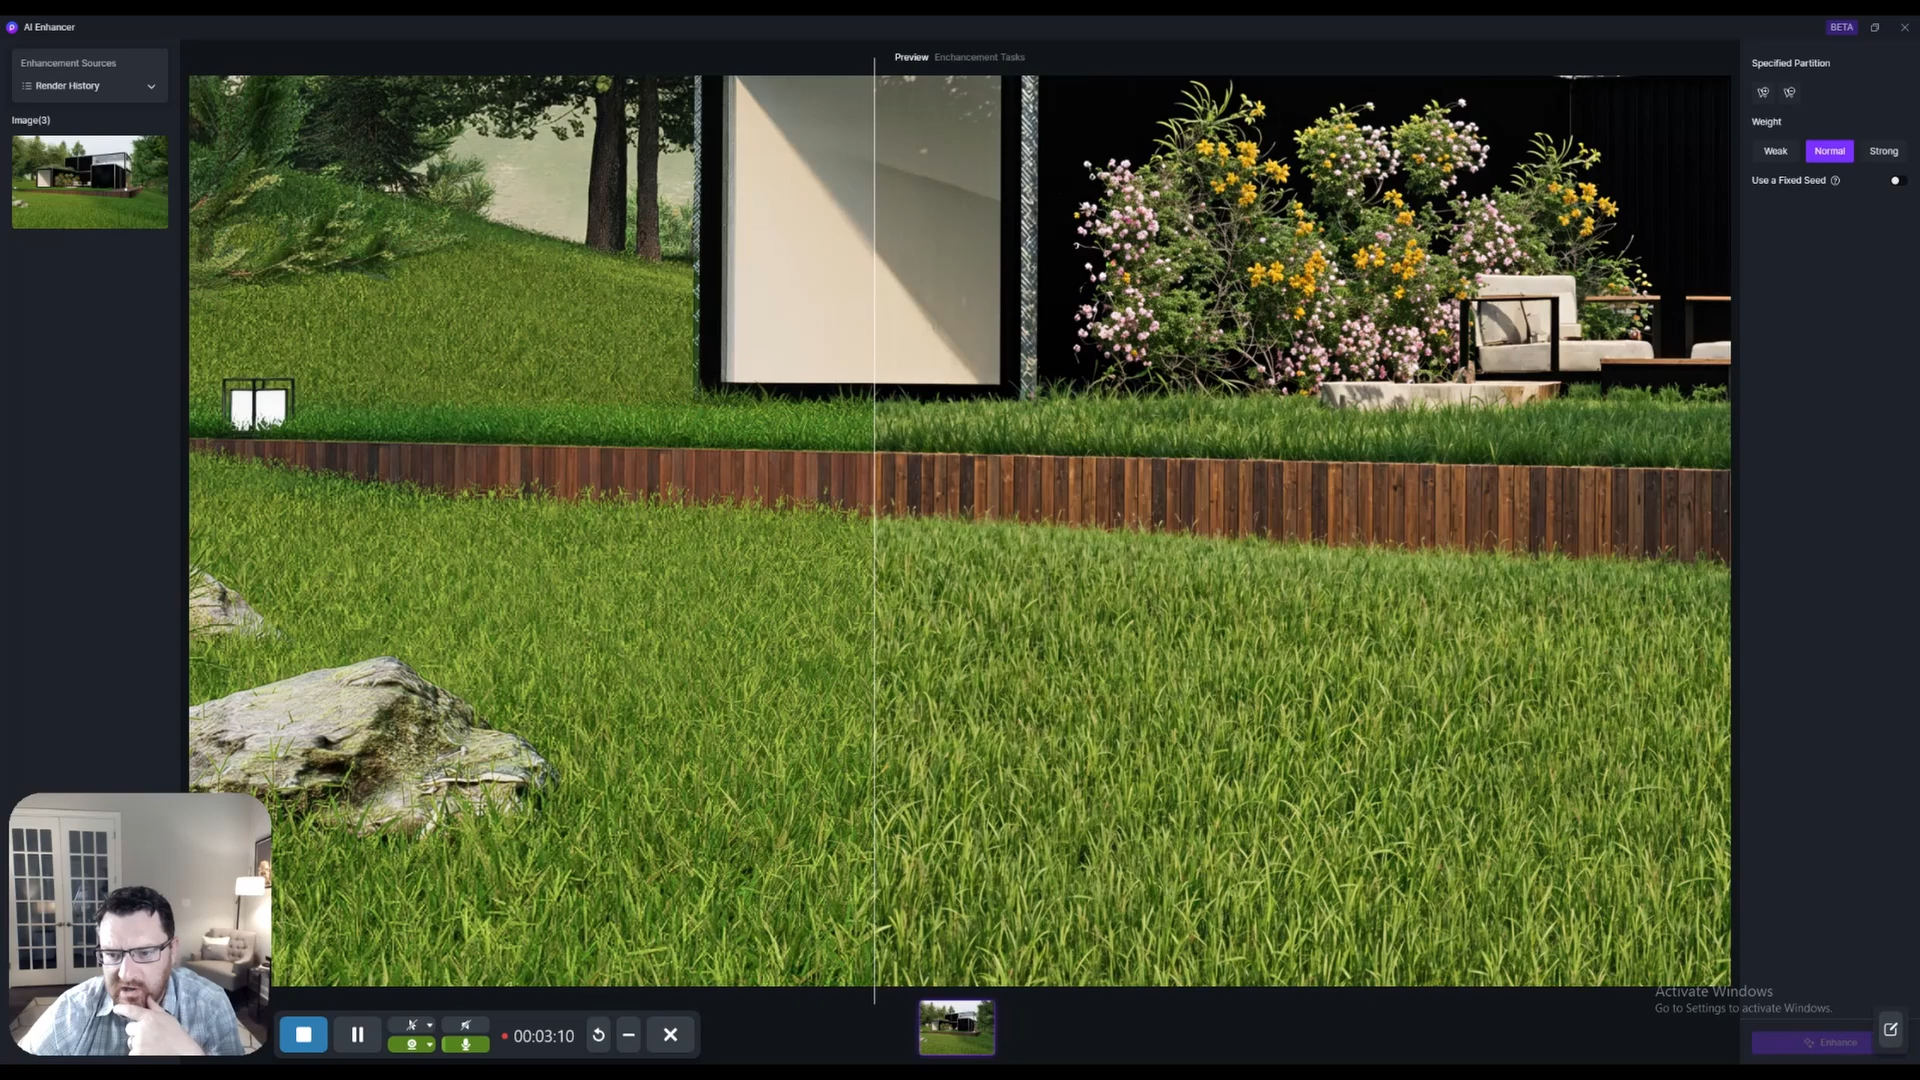 AI Enhancer
BETA
Enhancement Sources
Render History
Image(3)
Preview Enchancement Tasks
Specified Partition
Weight
Weak Normal Strong
Use a Fixed Seed
00:03:10
Activate Windows
Go to Settings to activate Windows.
Enhance